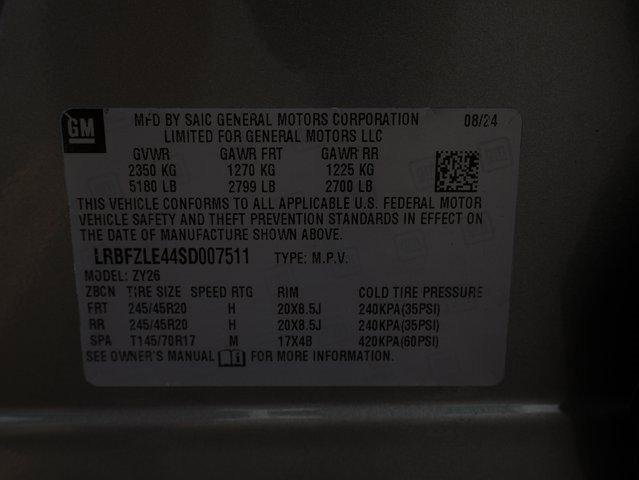 GM
MFD BY SAIC GENERAL MOTORS CORPORATION 08/24
LIMITED FOR GENERAL MOTORS LLC
GVWR GAWR FRT GAWR RR
2350 KG 1270 KG 1225 KG
5180 LB 2799 LB 2700 LB
THIS VEHICLE CONFORMS TO ALL APPLICABLE U.S. FEDERAL MOTOR
VEHICLE SAFETY AND THEFT PREVENTION STANDARDS IN EFFECT ON
THE DATE OF MANUFACTURE SHOWN ABOVE.
LRBFZLE44SD007511 TYPE: M.P.V.
MODEL: ZY26
ZBCN TIRE SIZE SPEED RTG RIM COLD TIRE PRESSURE
FRT 245/45R20 H 20X8.5J 240KPA(35PSI)
RR 245/45R20 H 20X8.5J 240KPA(35PSI)
SPA T145/70R17 M 17X4B 420KPA(60PSI)
SEE OWNER'S MANUAL FOR MORE INFORMATION.